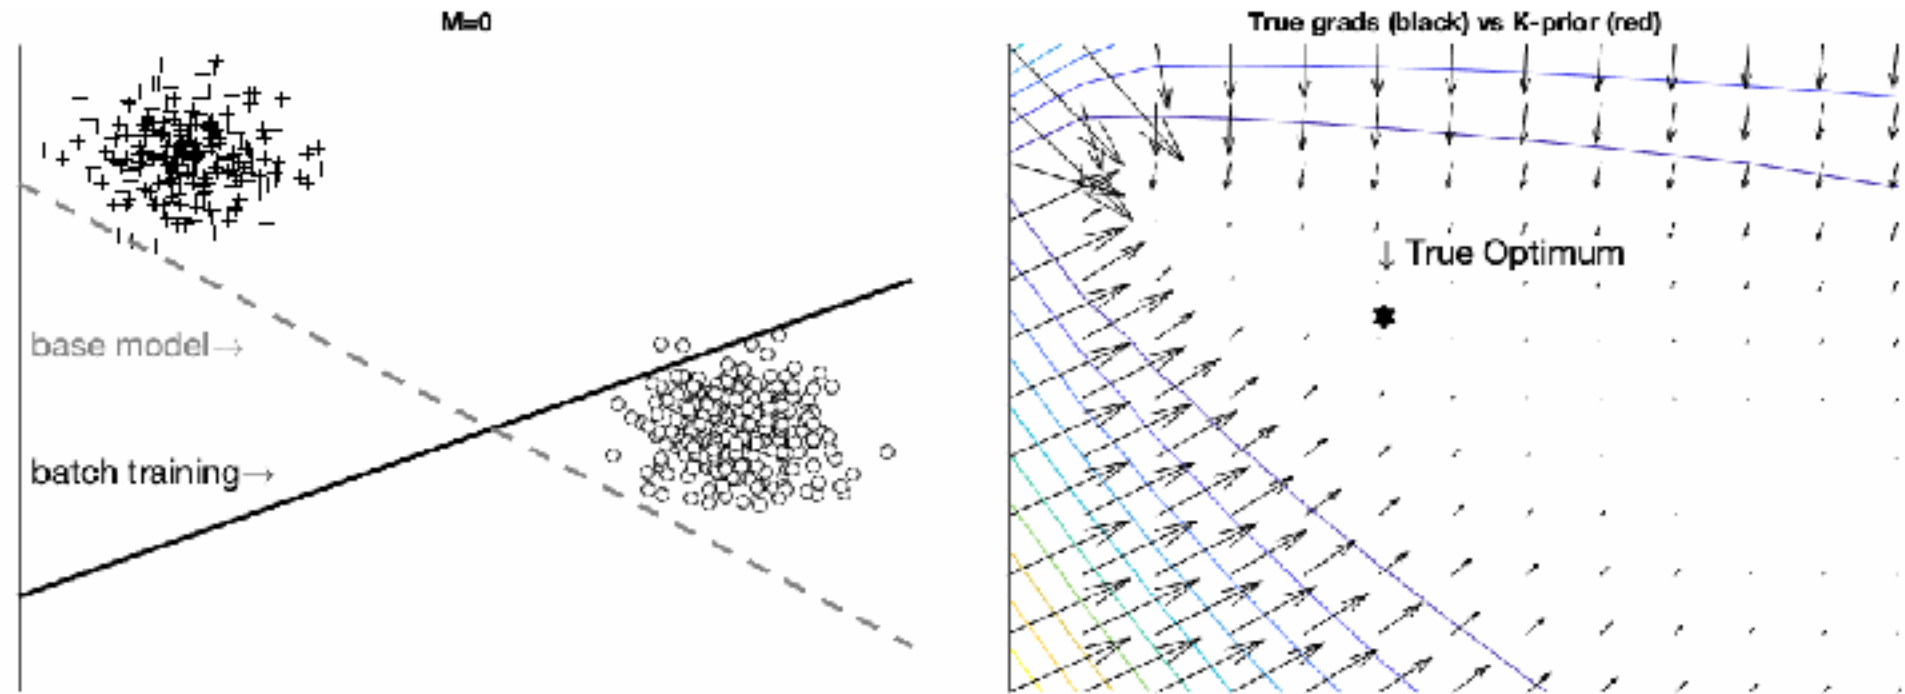 M=0
base model→
batch training→
True grads (black) vs K-prior (red)
↓ True Optimum